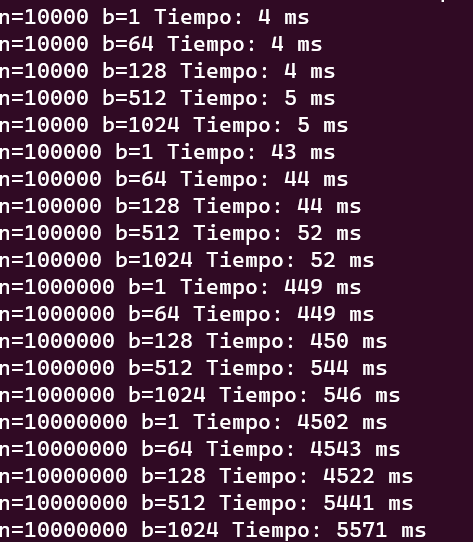 n=10000 b=1 Tiempo: 4 ms
n=10000 b=64 Tiempo: 4 ms
n=10000 b=128 Tiempo: 4 ms
n=10000 b=512 Tiempo: 5 ms
n=10000 b=1024 Tiempo: 5 ms
n=100000 b=1 Tiempo: 43 ms
n=100000 b=64 Tiempo: 44 ms
n=100000 b=128 Tiempo: 44 ms
n=100000 b=512 Tiempo: 52 ms
n=100000 b=1024 Tiempo: 52 ms
n=1000000 b=1 Tiempo: 449 ms
n=1000000 b=64 Tiempo: 449 ms
n=1000000 b=128 Tiempo: 450 ms
n=1000000 b=512 Tiempo: 544 ms
n=1000000 b=1024 Tiempo: 546 ms
n=10000000 b=1 Tiempo: 4502 ms
n=10000000 b=64 Tiempo: 4543 ms
n=10000000 b=128 Tiempo: 4522 ms
n=10000000 b=512 Tiempo: 5441 ms
n=10000000 b=1024 Tiempo: 5571 ms